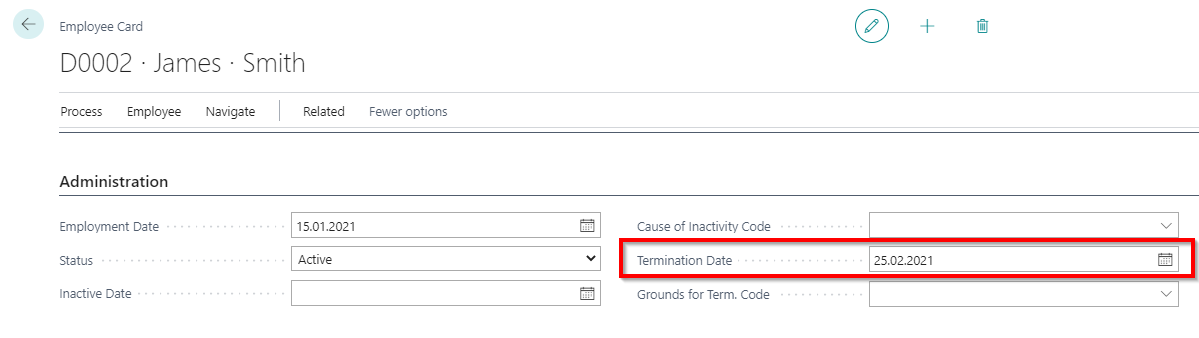 Employee Card
D0002 · James · Smith
Process Employee Navigate Related Fewer options
Administration
Employment Date 15.01.2021
Status Active
Inactive Date
Cause of Inactivity Code
Termination Date 25.02.2021
Grounds for Term. Code